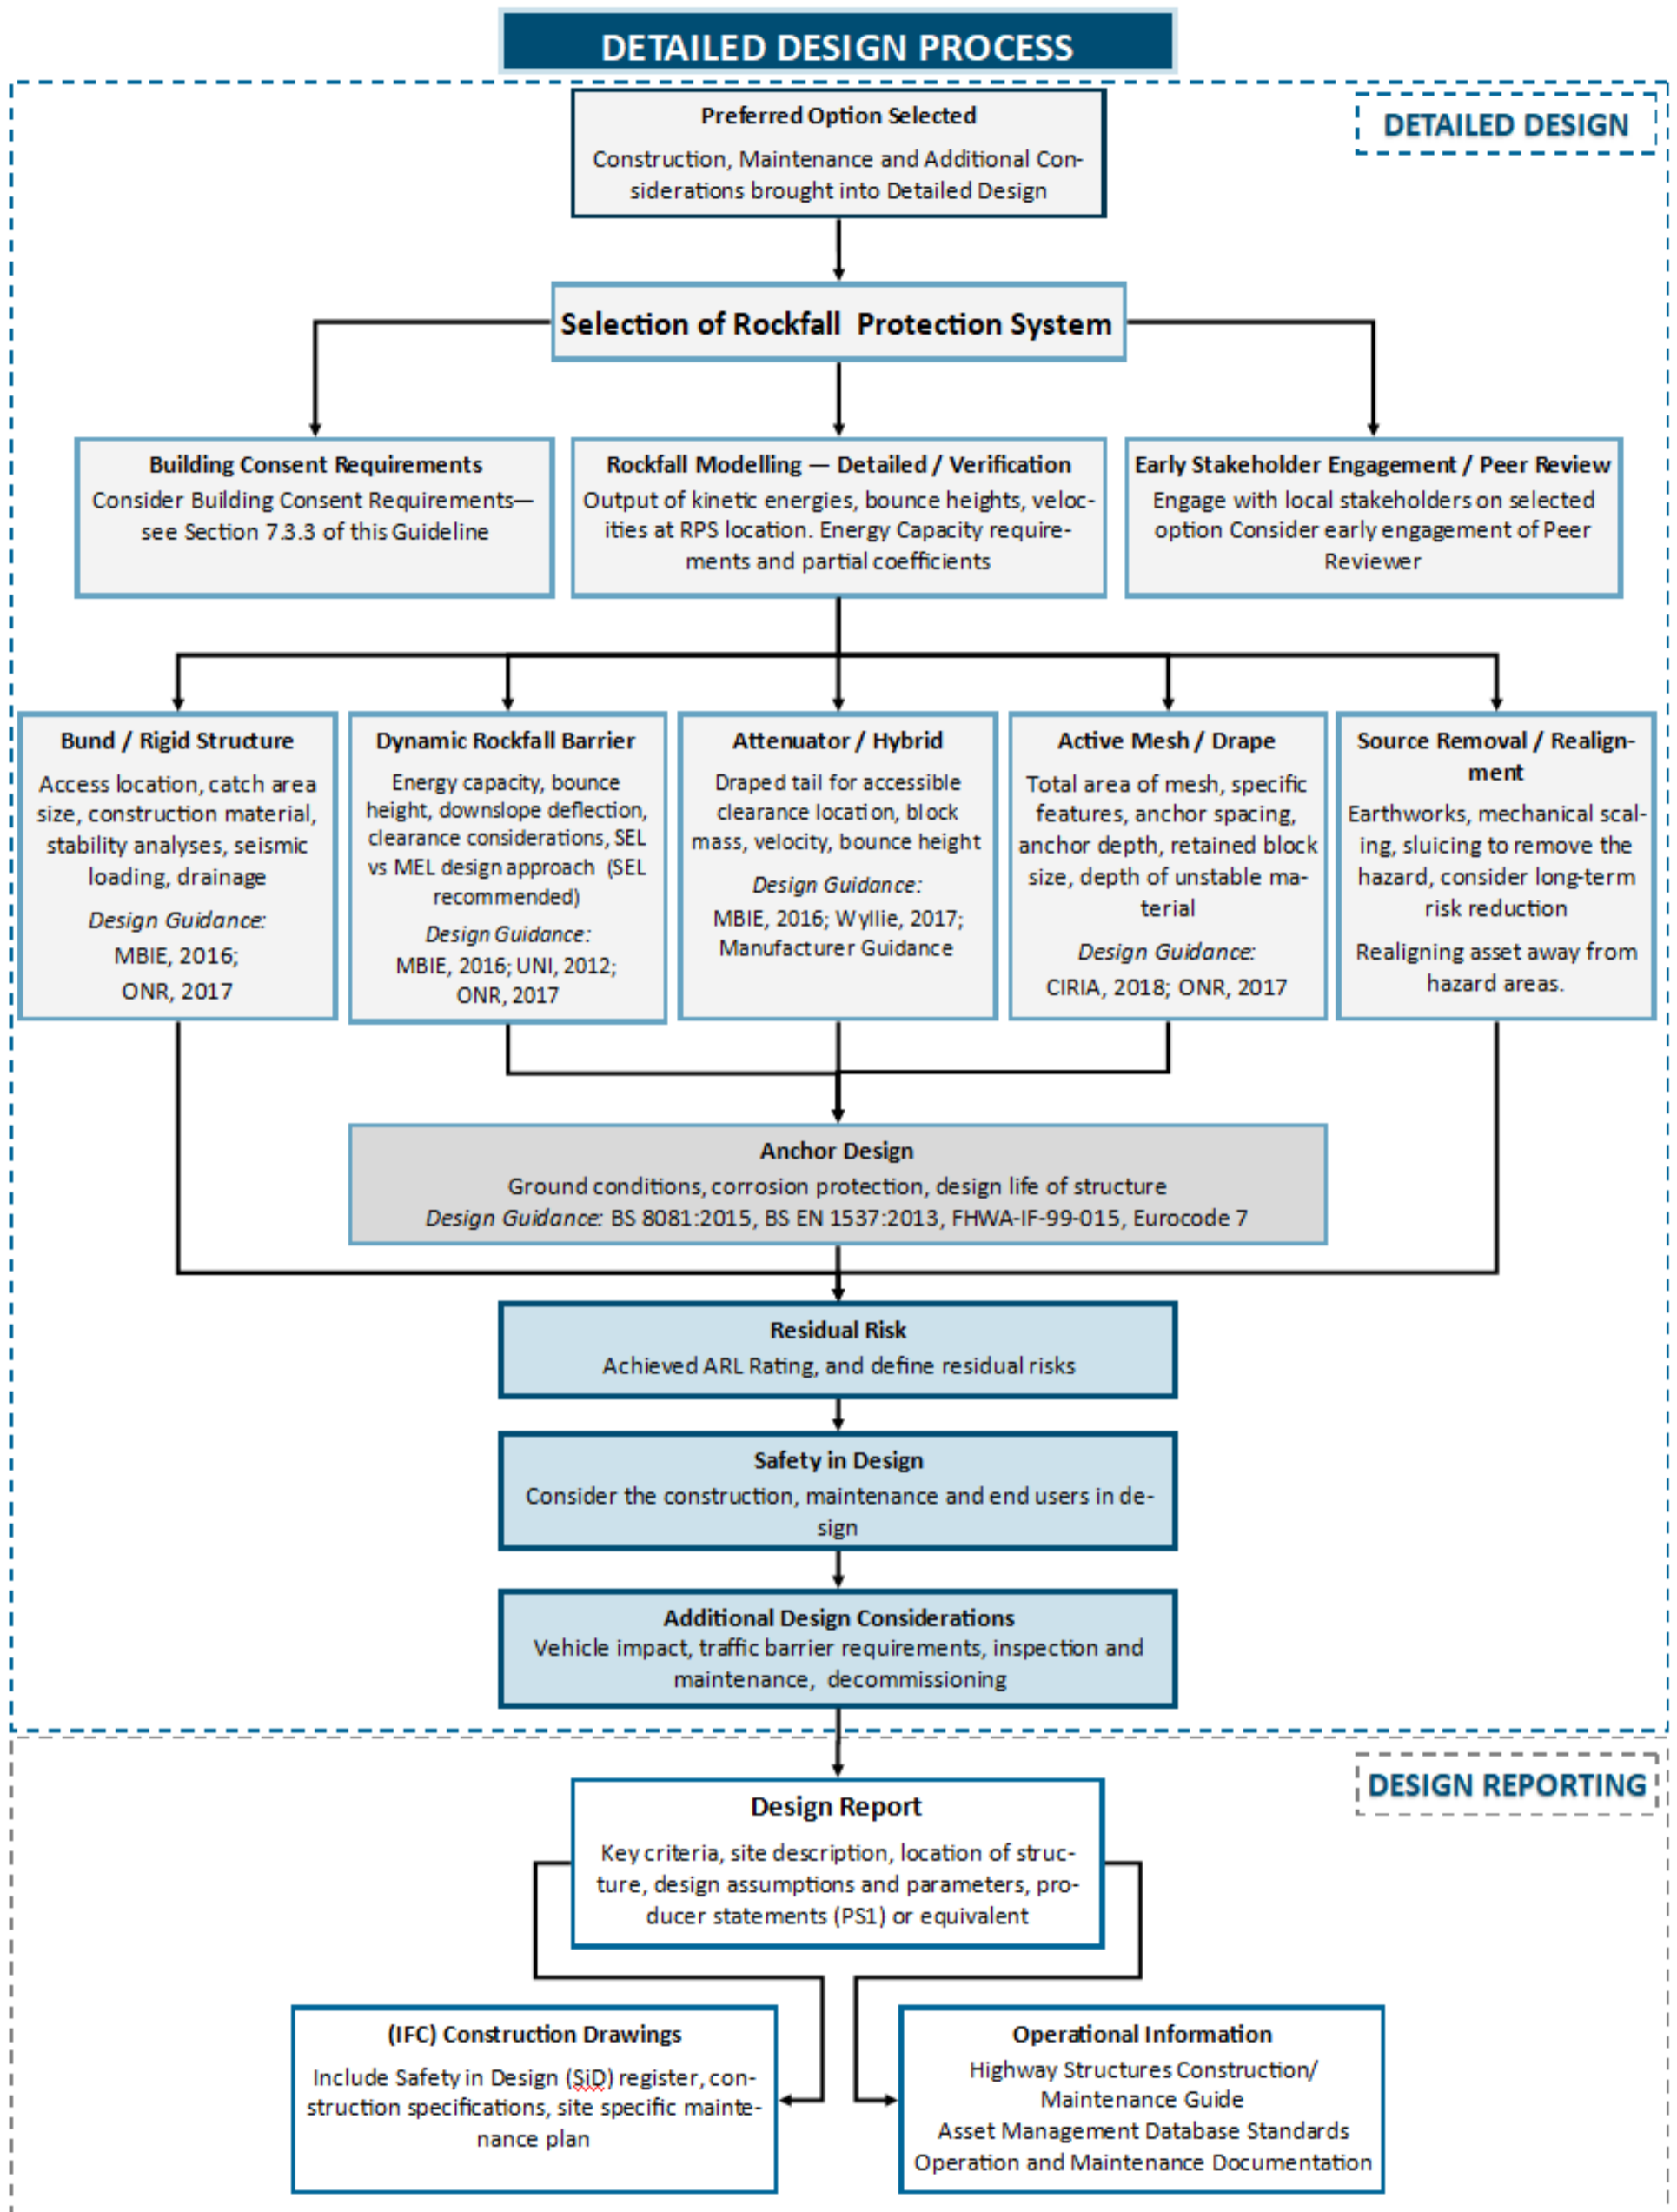 DETAILED DESIGN PROCESS
DETAILED DESIGN
Preferred Option Selected
Construction, Maintenance and Additional Con-
siderations brought into Detailed Design
Selection of Rockfall Protection System
Building Consent Requirements
Consider Building Consent Requirements—
see Section 7.3.3 of this Guideline
Rockfall Modelling — Detailed / Verification
Output of kinetic energies, bounce heights, veloc-
ities at RPS location. Energy Capacity require-
ments and partial coefficients
Early Stakeholder Engagement / Peer Review
Engage with local stakeholders on selected
option Consider early engagement of Peer
Reviewer
Bund / Rigid Structure
Access location, catch area
size, construction material,
stability analyses, seismic
loading, drainage
Design Guidance:
MBIE, 2016;
ONR, 2017
Dynamic Rockfall Barrier
Energy capacity, bounce
height, downslope deflection,
clearance considerations, SEL
vs MEL design approach (SEL
recommended)
Design Guidance:
MBIE, 2016; UNI, 2012;
ONR, 2017
Attenuator / Hybrid
Draped tail for accessible
clearance location, block
mass, velocity, bounce height
Design Guidance:
MBIE, 2016; Wyllie, 2017;
Manufacturer Guidance
Active Mesh / Drape
Total area of mesh, specific
features, anchor spacing,
anchor depth, retained block
size, depth of unstable ma-
terial
Design Guidance:
CIRIA, 2018; ONR, 2017
Source Removal / Realign-
ment
Earthworks, mechanical scal-
ing, sluicing to remove the
hazard, consider long-term
risk reduction
Realigning asset away from
hazard areas.
Anchor Design
Ground conditions, corrosion protection, design life of structure
Design Guidance: BS 8081:2015, BS EN 1537:2013, FHWA-IF-99-015, Eurocode 7
Residual Risk
Achieved ARL Rating, and define residual risks
Safety in Design
Consider the construction, maintenance and end users in de-
sign
Additional Design Considerations
Vehicle impact, traffic barrier requirements, inspection and
maintenance, decommissioning
DESIGN REPORTING
Design Report
Key criteria, site description, location of struc-
ture, design assumptions and parameters, pro-
ducer statements (PS1) or equivalent
(IFC) Construction Drawings
Include Safety in Design (SiD) register, con-
struction specifications, site specific mainte-
nance plan
Operational Information
Highway Structures Construction/
Maintenance Guide
Asset Management Database Standards
Operation and Maintenance Documentation